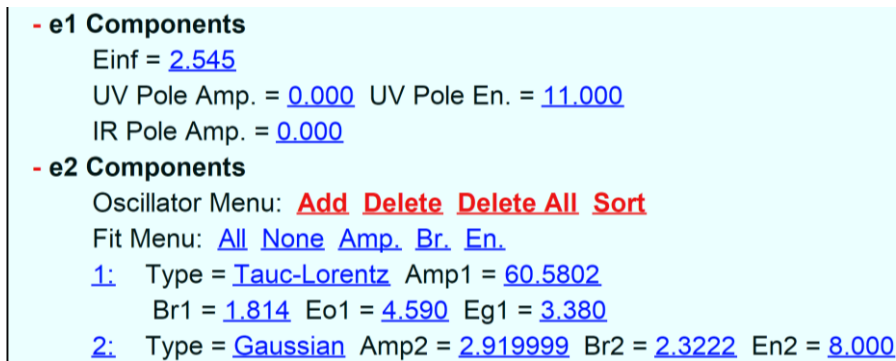 - e1 Components
Einf = 2.545
UV Pole Amp. = 0.000 UV Pole En. = 11.000
IR Pole Amp. = 0.000
- e2 Components
Oscillator Menu: Add Delete Delete All Sort
Fit Menu: All None Amp. Br. En.
1: Type = Tauc-Lorentz Amp1 = 60.5802
Br1 = 1.814 Eo1 = 4.590 Eg1 = 3.380
2: Type = Gaussian Amp2 = 2.919999 Br2 = 2.3222 En2 = 8.000